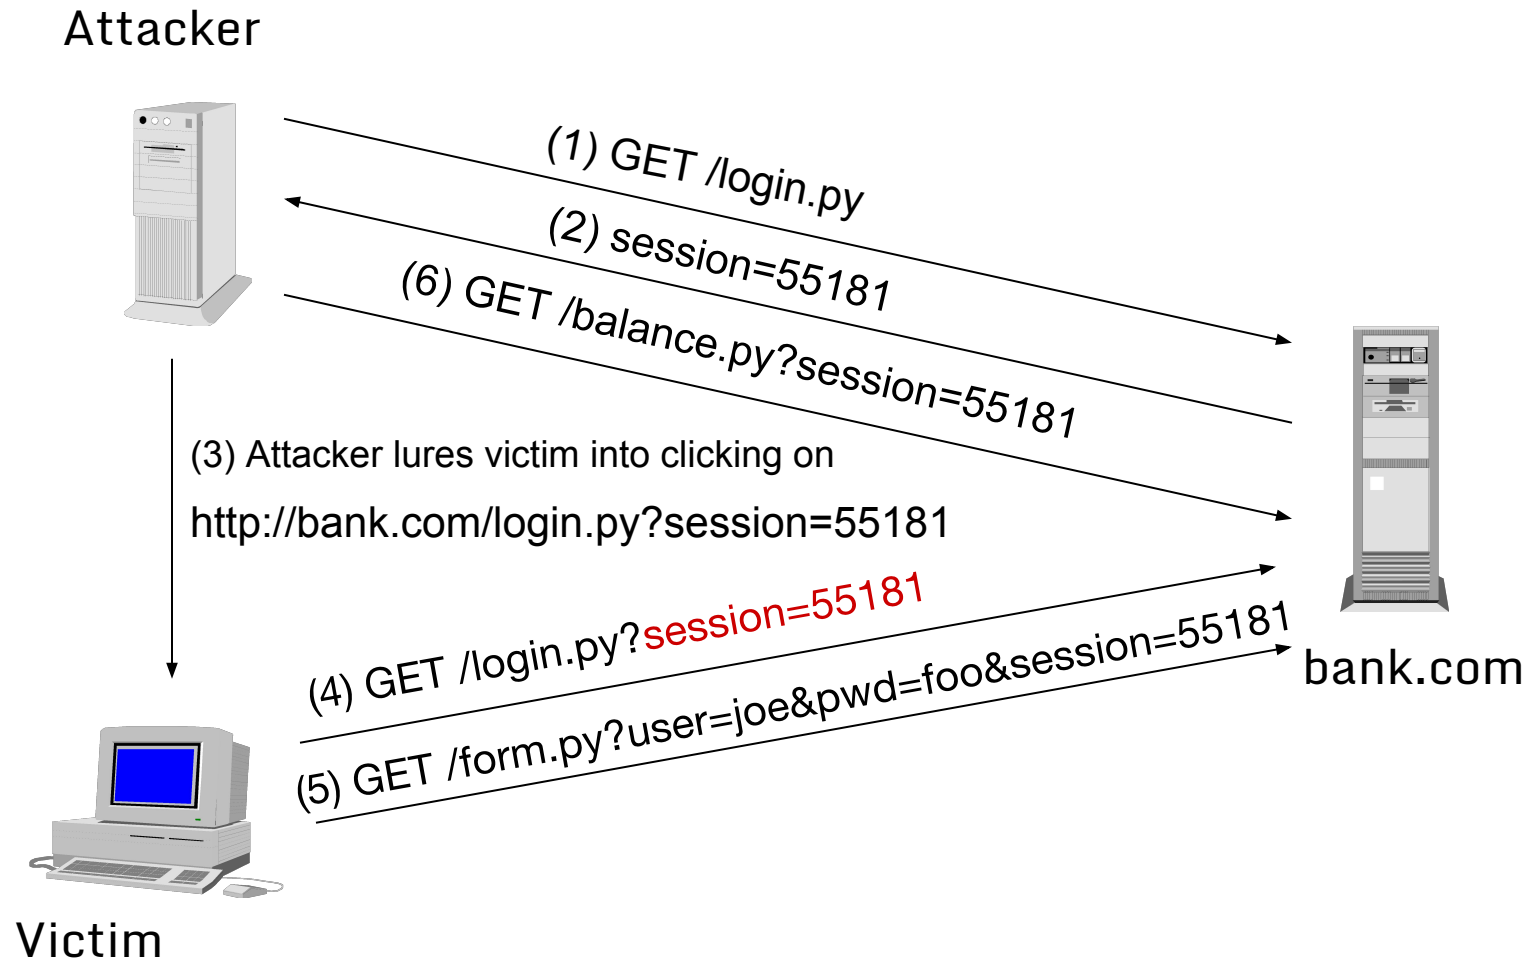 Attacker
(1) GET /login.py
(2) session=55181
(6) GET /balance.py?session=55181
(3) Attacker lures victim into clicking on
http://bank.com/login.py?session=55181
(4) GET /login.py?session=55181
(5) GET /form.py?user=joe&pwd=foo&session=55181
bank.com
Victim